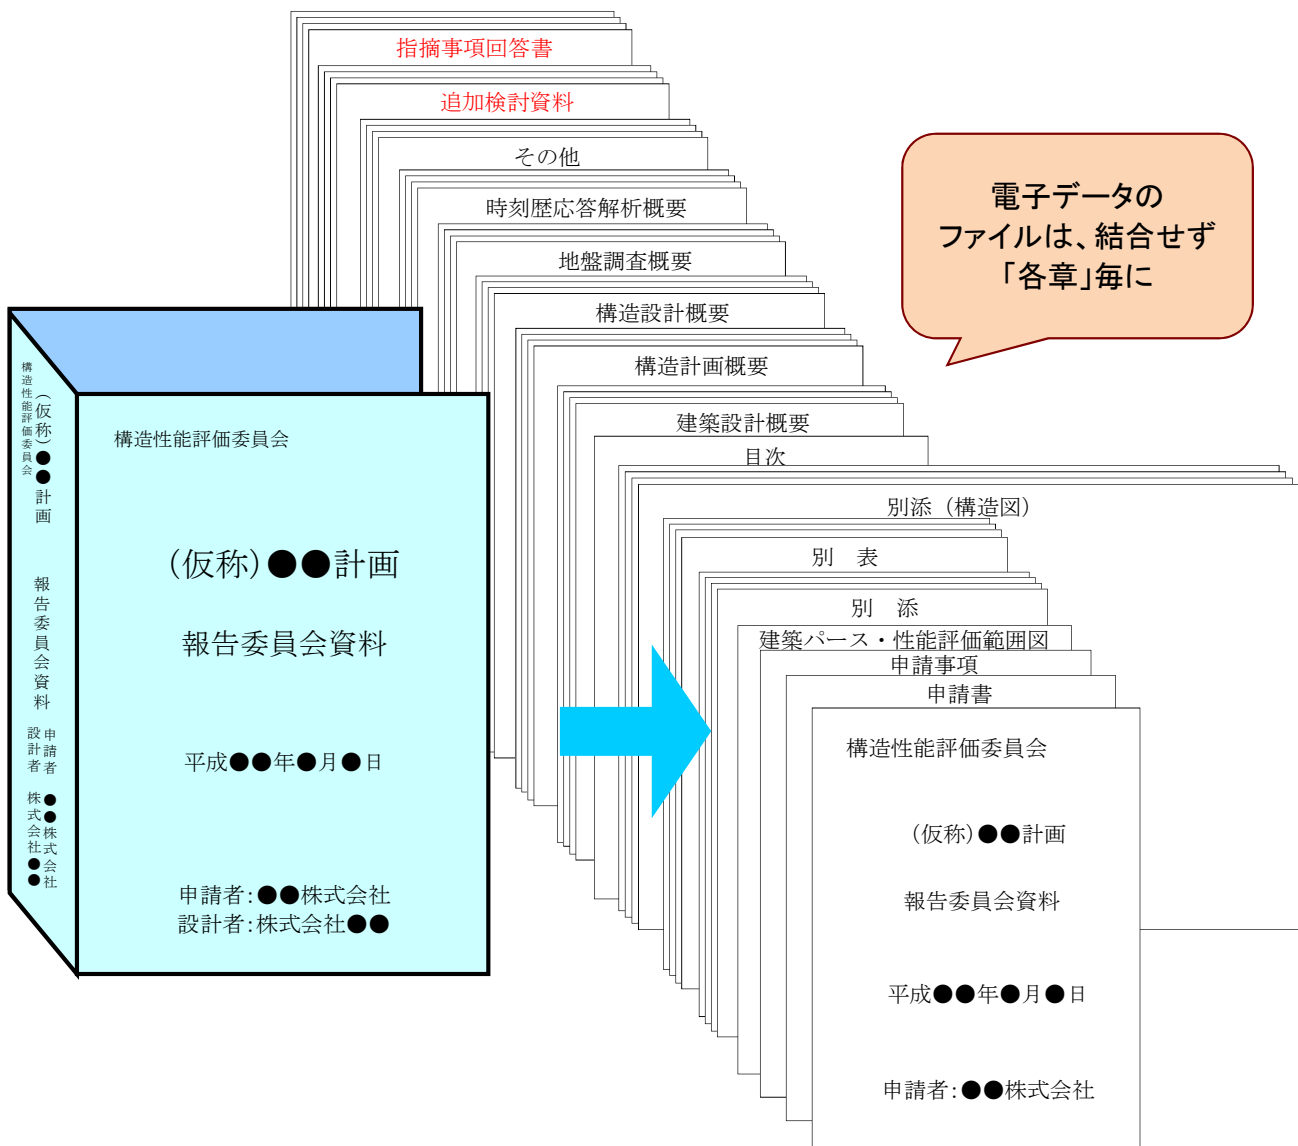 指摘事項回答書
追加検討資料
その他
時刻歴応答解析概要
地盤調査概要
構造設計概要
構造計画概要
建築設計概要
目次
別添（構造図）
別　表
別　添
建築パース・性能評価範囲図
申請事項
申請書
電子データの
ファイルは、結合せず
「各章」毎に
構造性能評価委員会
（仮称）●●計画
報告委員会資料
申請者　●●株式会社
設計者　株式会社●●
構造性能評価委員会
（仮称）●●計画
報告委員会資料
平成●●年●月●日
申請者：●●株式会社
設計者：株式会社●●
構造性能評価委員会
（仮称）●●計画
報告委員会資料
平成●●年●月●日
申請者：●●株式会社